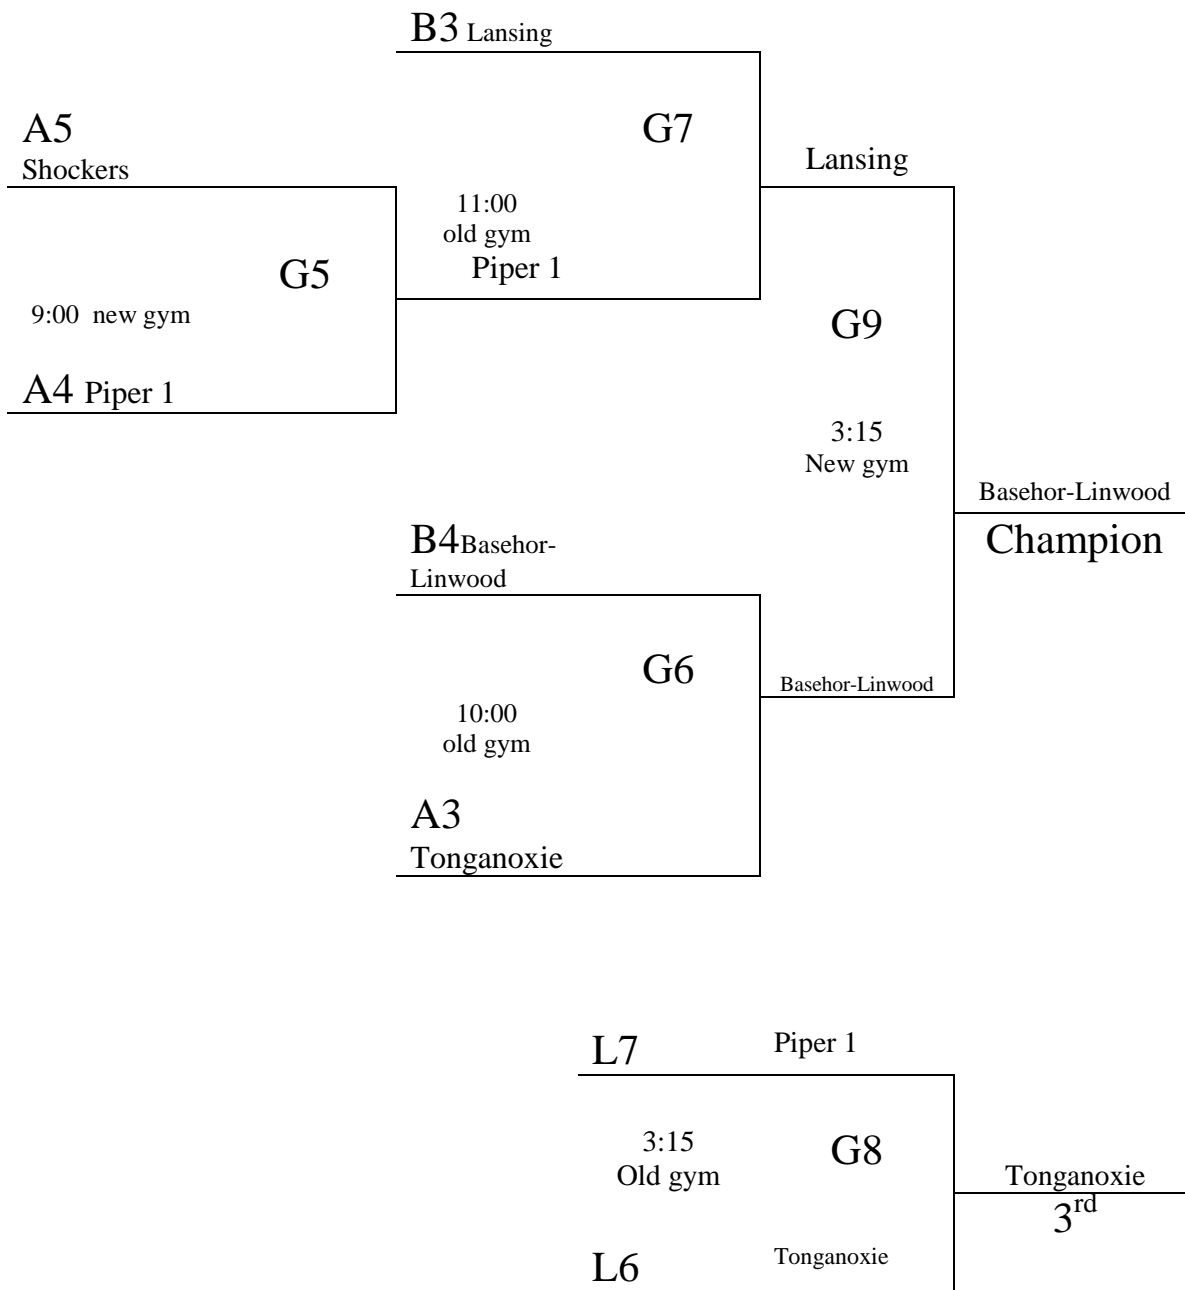 B3 Lansing
A5
Shockers
G7
Lansing
11:00
old gym
Piper 1
G5
9:00 new gym
G9
A4 Piper 1
3:15
New gym
Basehor-Linwood
Champion
B4Basehor-
Linwood
G6
Basehor-Linwood
10:00
old gym
A3
Tonganoxie
L7 Piper 1
3:15
Old gym
G8
Tonganoxie
3rd
L6 Tonganoxie